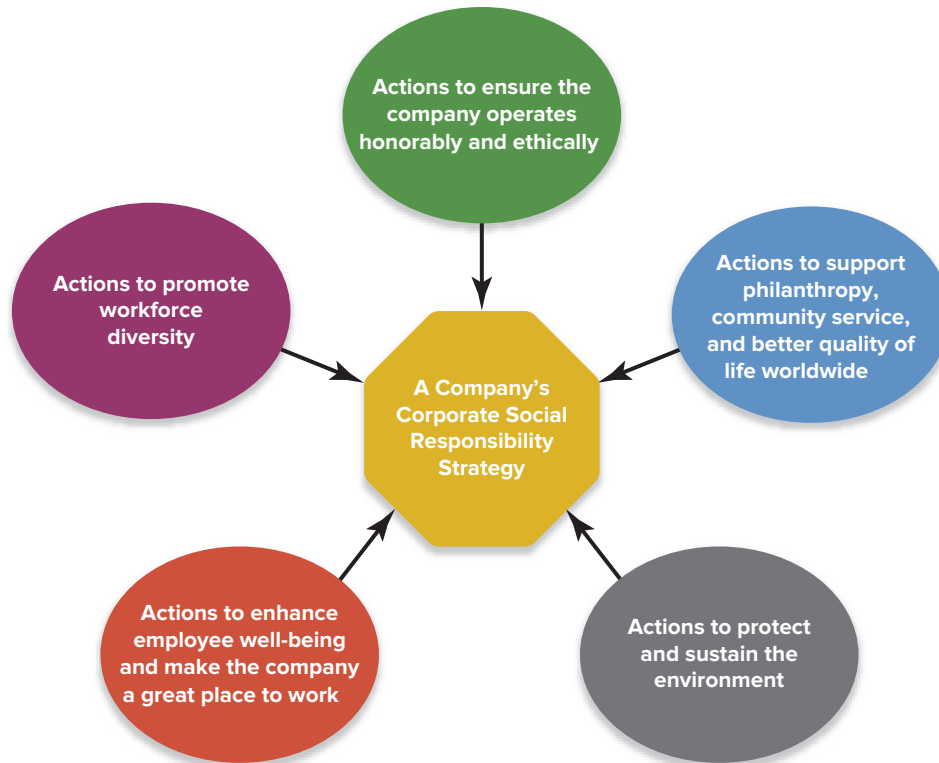 Actions to ensure the
company operates
honorably and ethically
Actions to promote
workforce
diversity
Actions to support
philanthropy,
community service,
and better quality of
life worldwide
A Company’s
Corporate Social
Responsibility
Strategy
Actions to enhance
employee well-being
and make the company
a great place to work
Actions to protect
and sustain the
environment